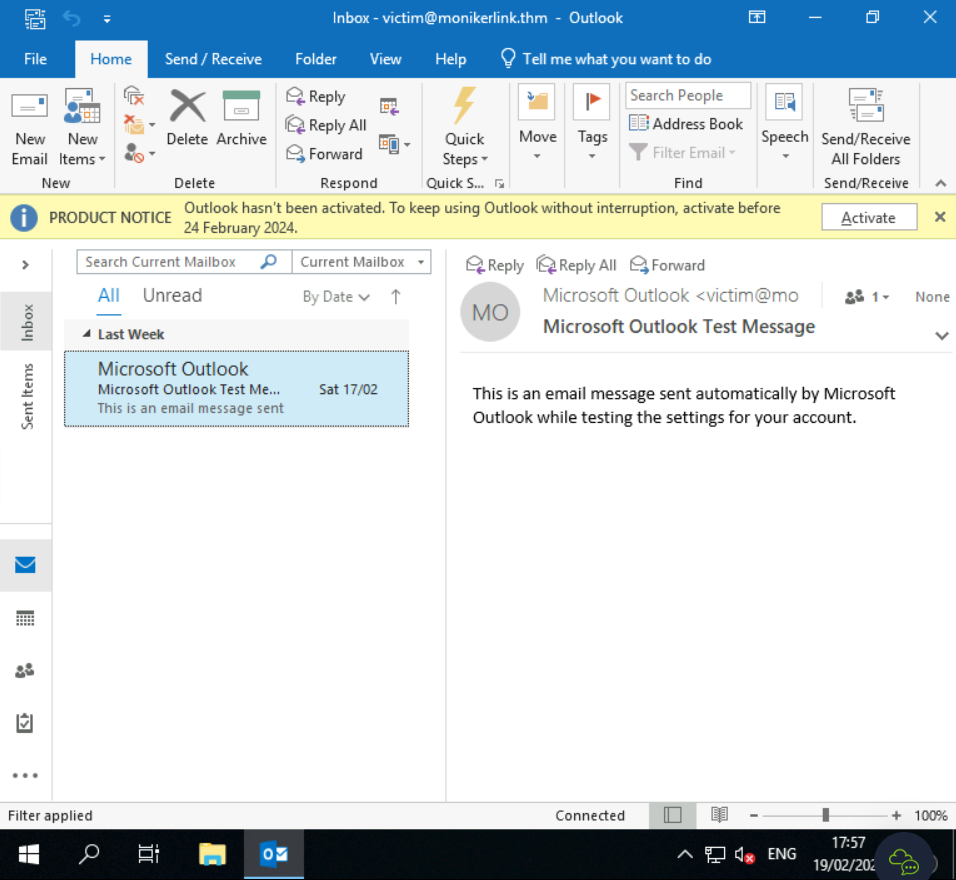 Inbox - victim@monikerlink.thm - Outlook
File Home Send / Receive Folder View Help Tell me what you want to do
New Email
New Items
Delete
Archive
Reply
Reply All
Forward
Quick Steps
Move
Tags
Search People
Address Book
Filter Email
Speech
Send/Receive All Folders
New Delete Respond Quick S... Find Send/Receive
PRODUCT NOTICE Outlook hasn't been activated. To keep using Outlook without interruption, activate before
24 February 2024.
Activate
Search Current Mailbox Current Mailbox
All Unread By Date
Last Week
Microsoft Outlook
Microsoft Outlook Test Me... Sat 17/02
This is an email message sent
Inbox
Sent Items
Reply Reply All Forward
MO
Microsoft Outlook <victim@mo 1 None
Microsoft Outlook Test Message
This is an email message sent automatically by Microsoft
Outlook while testing the settings for your account.
Filter applied Connected 100%
ENG
17:57
19/02/202